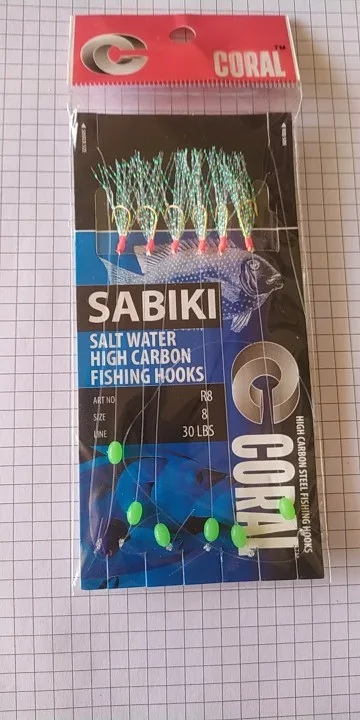 CORAL™
SABIKI
SALT WATER
HIGH CARBON
FISHING HOOKS
ART NO R8
SIZE 8
LINE 30 LBS
CORAL
HIGH CARBON STEEL FISHING HOOKS